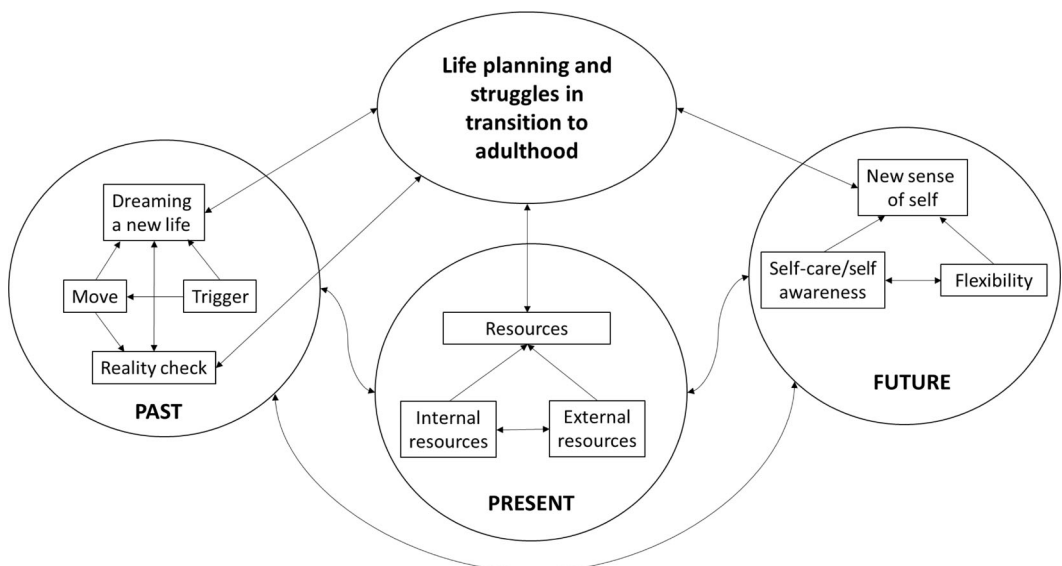 Life planning and
struggles in
transition to
adulthood
Dreaming
a new life
Move
Trigger
Reality check
PAST
Resources
Internal
resources
External
resources
PRESENT
New sense
of self
Self-care/self
awareness
Flexibility
FUTURE